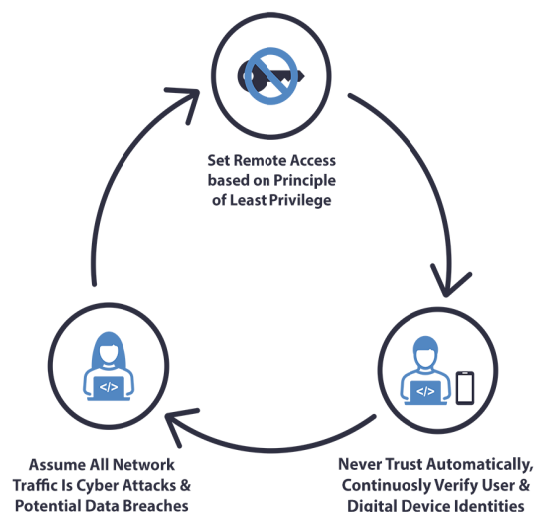 Set Remote Access
based on Principle
of Least Privilege
</>
</>
Assume All Network
Traffic Is Cyber Attacks &
Potential Data Breaches
Never Trust Automatically,
Continuosly Verify User &
Digital Device Identities